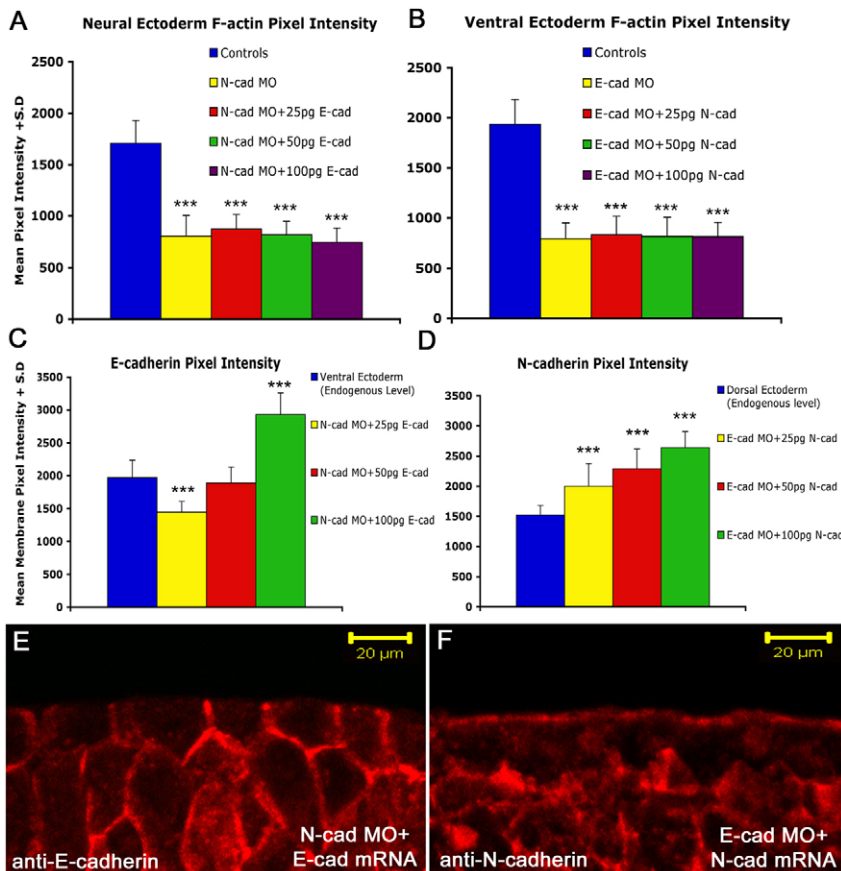 A
Neural Ectoderm F-actin Pixel Intensity
Mean Pixel Intensity +S.D
2500
2000
1500
1000
500
0
Controls
N-cad MO
N-cad MO+25pg E-cad
N-cad MO+50pg E-cad
N-cad MO+100pg E-cad
***
***
***
***
B
Ventral Ectoderm F-actin Pixel Intensity
2500
2000
1500
1000
500
0
Controls
E-cad MO
E-cad MO+25pg N-cad
E-cad MO+50pg N-cad
E-cad MO+100pg N-cad
***
***
***
***
C
E-cadherin Pixel Intensity
Mean Membrane Pixel Intensity + S.D
3500
3000
2500
2000
1500
1000
500
0
***
***
Ventral Ectoderm
(Endogenous Level)
N-cad MO+25pg E-cad
N-cad MO+50pg E-cad
N-cad MO+100pg E-cad
D
N-cadherin Pixel Intensity
3500
3000
2500
2000
1500
1000
500
0
***
***
***
Dorsal Ectoderm
(Endogenous level)
E-cad MO+25pg N-cad
E-cad MO+50pg N-cad
E-cad MO+100pg N-cad
E
20 µm
anti-E-cadherin
N-cad MO+
E-cad mRNA
F
20 µm
anti-N-cadherin
E-cad MO+
N-cad mRNA